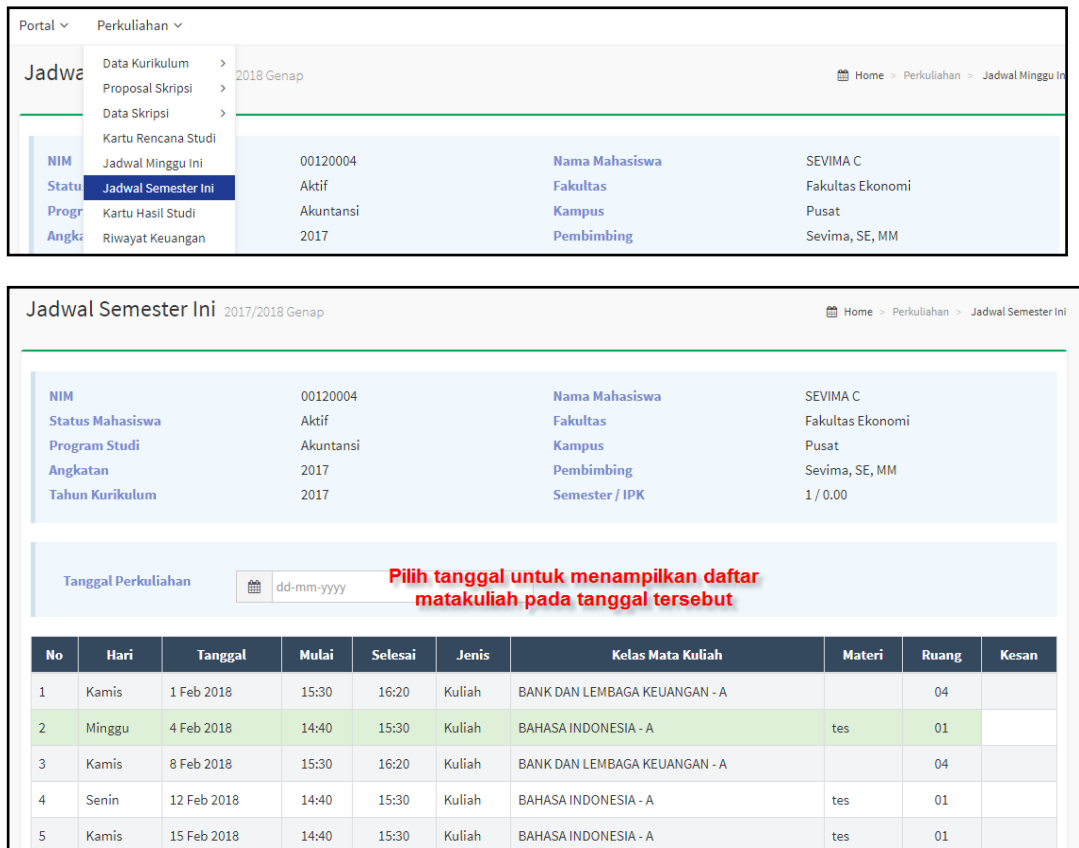 Portal Perkuliahan
Jadwa 2018 Genap Home > Perkuliahan > Jadwal Minggu In
Data Kurikulum >
Proposal Skripsi >
Data Skripsi >
Kartu Rencana Studi
NIM Jadwal Minggu Ini 00120004 Nama Mahasiswa SEVIMA C
Statu Jadwal Semester Ini Aktif Fakultas Fakultas Ekonomi
Progr Kartu Hasil Studi Akuntansi Kampus Pusat
Angka Riwayat Keuangan 2017 Pembimbing Sevima, SE, MM
Jadwal Semester Ini 2017/2018 Genap Home > Perkuliahan > Jadwal Semester Ini
NIM 00120004 Nama Mahasiswa SEVIMA C
Status Mahasiswa Aktif Fakultas Fakultas Ekonomi
Program Studi Akuntansi Kampus Pusat
Angkatan 2017 Pembimbing Sevima, SE, MM
Tahun Kurikulum 2017 Semester / IPK 1 / 0.00
Tanggal Perkuliahan dd-mm-yyyy Pilih tanggal untuk menampilkan daftar
matakuliah pada tanggal tersebut
No Hari Tanggal Mulai Selesai Jenis Kelas Mata Kuliah Materi Ruang Kesan
1 Kamis 1 Feb 2018 15:30 16:20 Kuliah BANK DAN LEMBAGA KEUANGAN - A 04
2 Minggu 4 Feb 2018 14:40 15:30 Kuliah BAHASA INDONESIA - A tes 01
3 Kamis 8 Feb 2018 15:30 16:20 Kuliah BANK DAN LEMBAGA KEUANGAN - A 04
4 Senin 12 Feb 2018 14:40 15:30 Kuliah BAHASA INDONESIA - A tes 01
5 Kamis 15 Feb 2018 14:40 15:30 Kuliah BAHASA INDONESIA - A tes 01